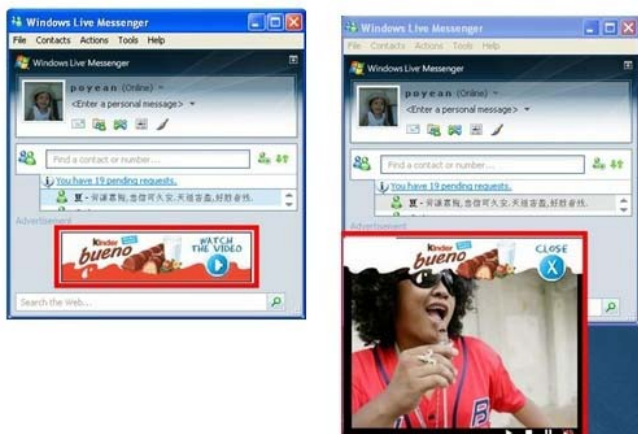 Windows Live Messenger
File Contacts Actions Tools Help
Windows Live Messenger
poyean (Online)
<Enter a personal message>
Find a contact or number...
You have 19 pending requests.
Advertisement
Kinder
bueno
WATCH
THE VIDEO
Search the Web...
Windows Live Messenger
File Contacts Actions Tools Help
Windows Live Messenger
poyean (Online)
<Enter a personal message>
Find a contact or number...
You have 19 pending requests.
Advertisement
Kinder
bueno
CLOSE
X